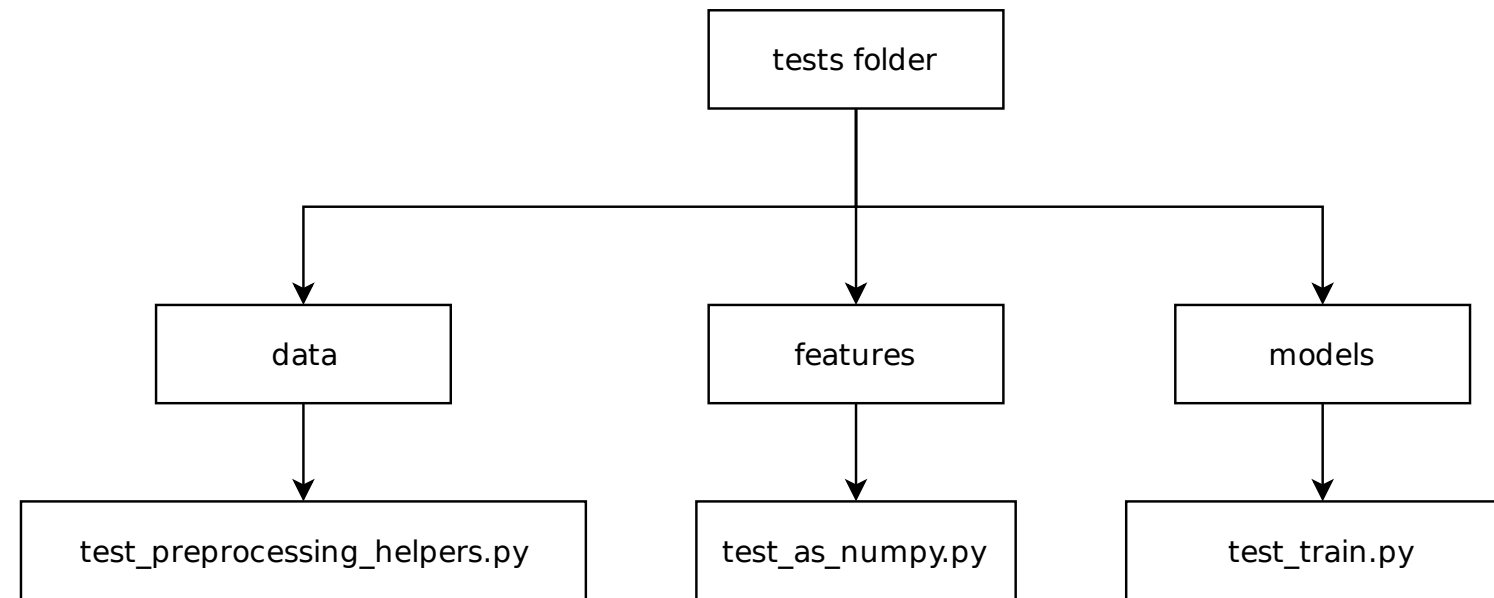 tests folder
data
features
models
test_preprocessing_helpers.py
test_as_numpy.py
test_train.py